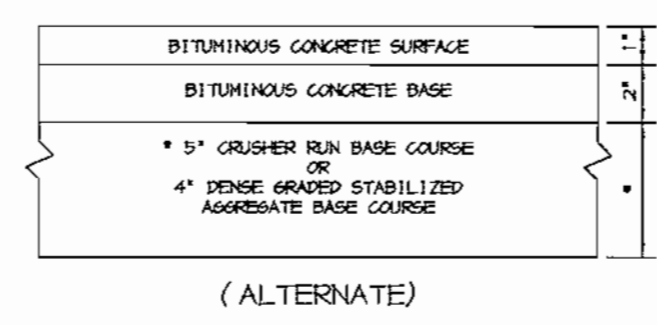 BITUMINOUS CONCRETE SURFACE
1"
BITUMINOUS CONCRETE BASE
2"
* 5" CRUSHER RUN BASE COURSE
OR
4" DENSE GRADED STABILIZED
AGGREGATE BASE COURSE
*
(ALTERNATE)